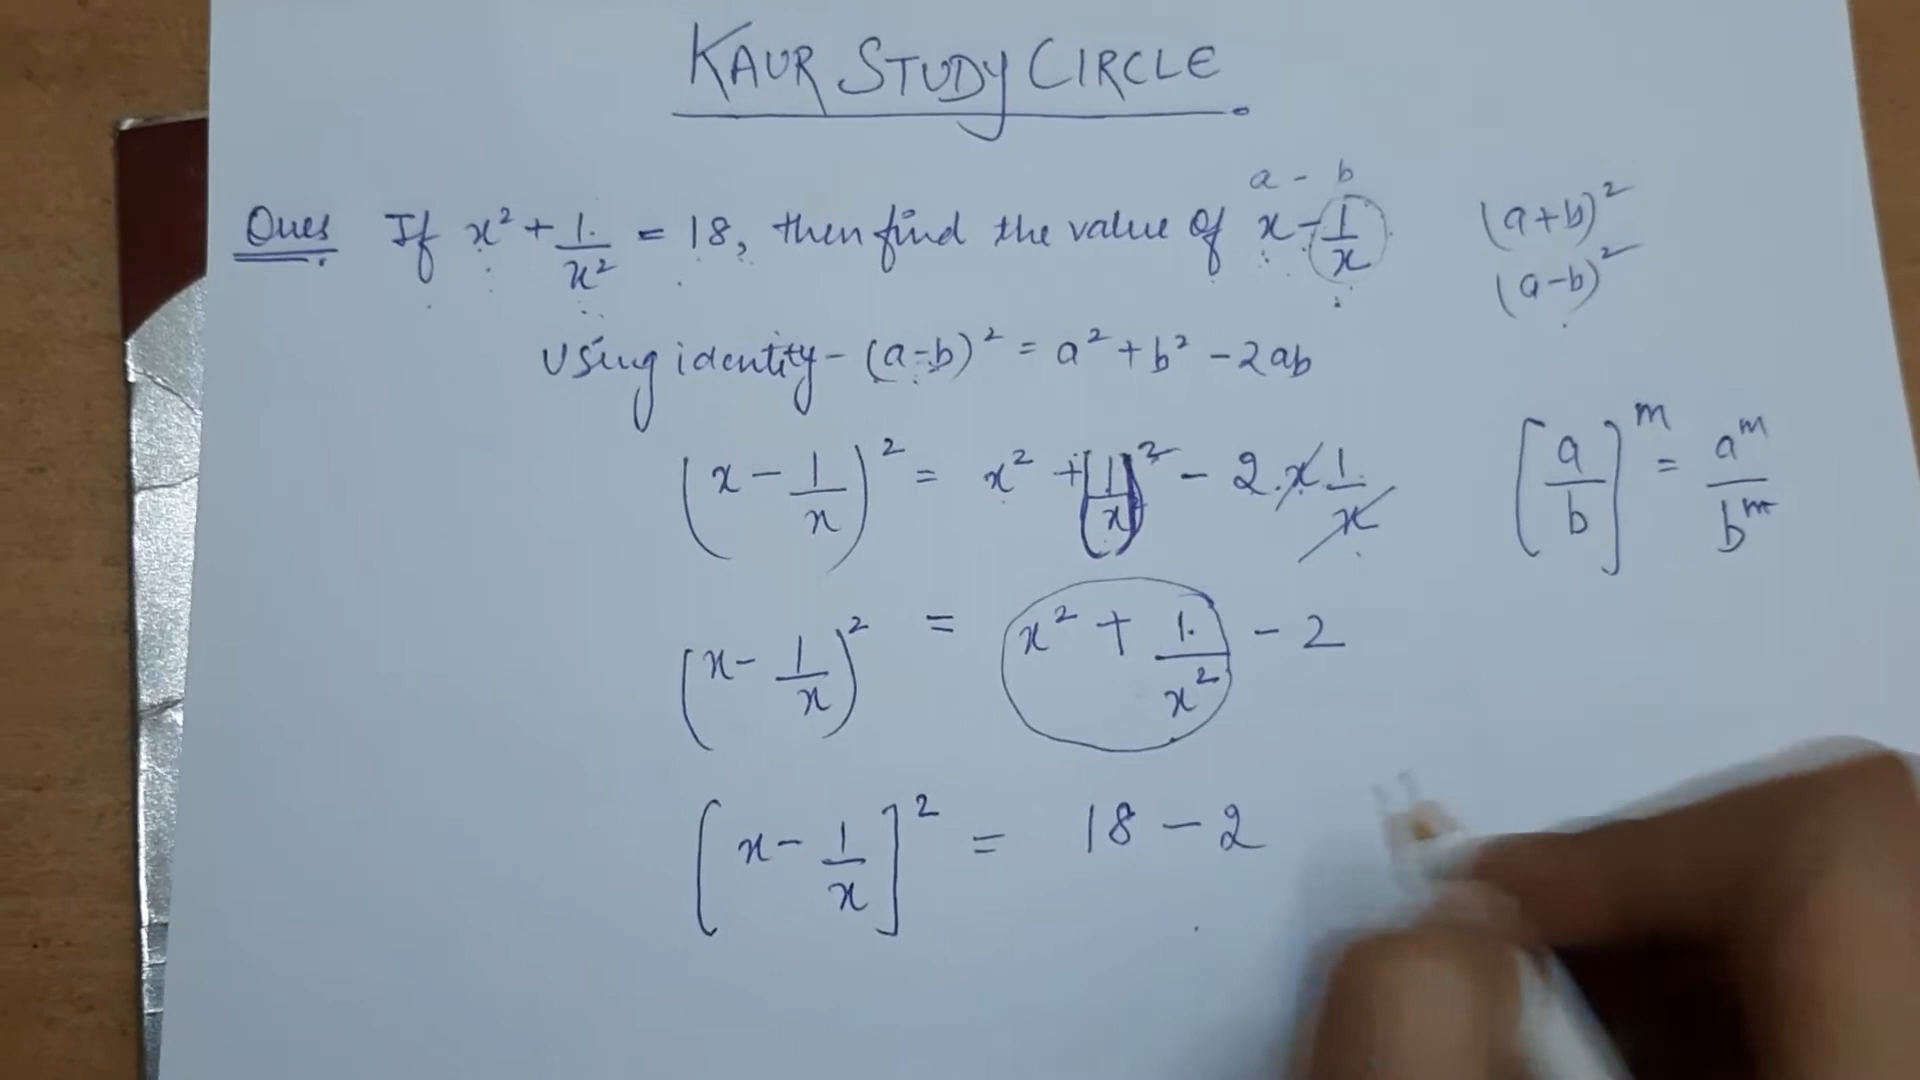 KAUR STUDY CIRCLE
a - b
Ques If x² + 1/x² = 18, then find the value of x - 1/x
(a+b)²
(a-b)²
Using identity - (a-b)² = a² + b² - 2ab
(x - 1/x)² = x² + (1/x)² - 2.x.1/x
[a/b]^m = a^m/b^m
(x - 1/x)² = x² + 1/x² - 2
[x - 1/x]² = 18 - 2